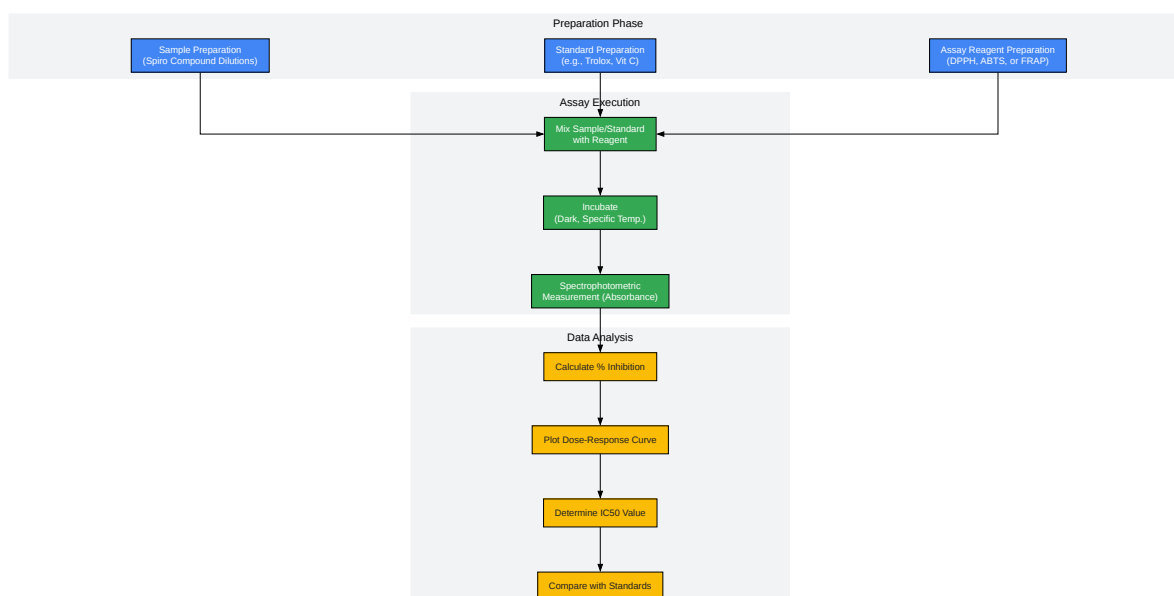 Preparation Phase
Sample Preparation
(Spiro Compound Dilutions)
Standard Preparation
(e.g., Trolox, Vit C)
Assay Reagent Preparation
(DPPH, ABTS, or FRAP)
Assay Execution
Mix Sample/Standard
with Reagent
Incubate
(Dark, Specific Temp.)
Spectrophotometric
Measurement (Absorbance)
Data Analysis
Calculate % Inhibition
Plot Dose-Response Curve
Determine IC50 Value
Compare with Standards